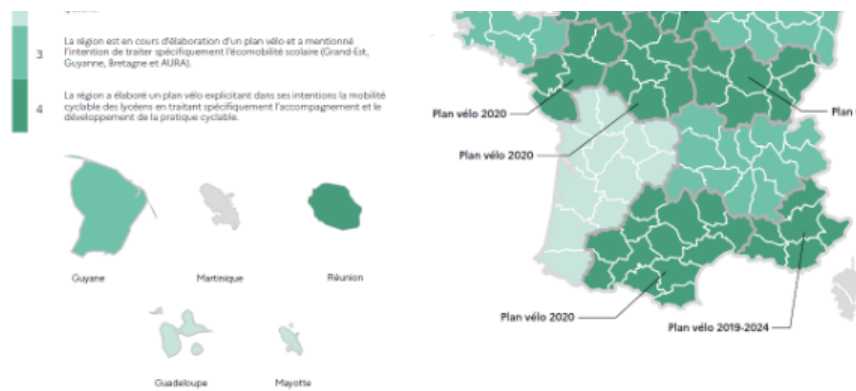 3
La région est en cours d'élaboration d'un plan vélo et a mentionné
l'intention de traiter spécifiquement l'écomobilité scolaire (Grand-Est,
Guyanne, Bretagne et AURA).
4
La région a élaboré un plan vélo explicitant dans ses intentions la mobilité
cyclable des lycéens en traitant spécifiquement l'accompagnement et le
développement de la pratique cyclable.
Guyane
Martinique
Réunion
Guadeloupe
Mayotte
Plan vélo 2020
Plan
Plan vélo 2020
Plan vélo 2020
Plan vélo 2019-2024